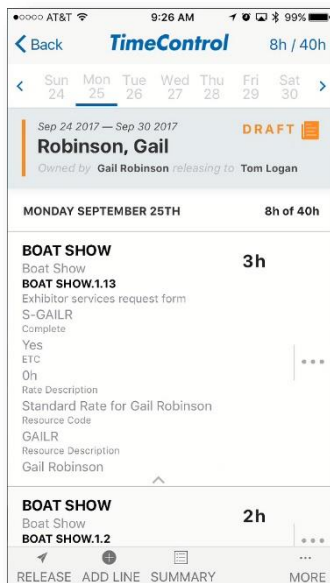 AT&T 9:26 AM 99%
Back TimeControl 8h / 40h
Sun Mon Tue Wed Thu Fri Sat
24 25 26 27 28 29 30
Sep 24 2017 — Sep 30 2017 DRAFT
Robinson, Gail
Owned by Gail Robinson releasing to Tom Logan
MONDAY SEPTEMBER 25TH 8h of 40h
BOAT SHOW 3h
Boat Show
BOAT SHOW.1.13
Exhibitor services request form
S-GAILR
Complete
Yes
ETC
0h
Rate Description
Standard Rate for Gail Robinson
Resource Code
GAILR
Resource Description
Gail Robinson
BOAT SHOW 2h
Boat Show
BOAT SHOW.1.2
RELEASE ADD LINE SUMMARY MORE